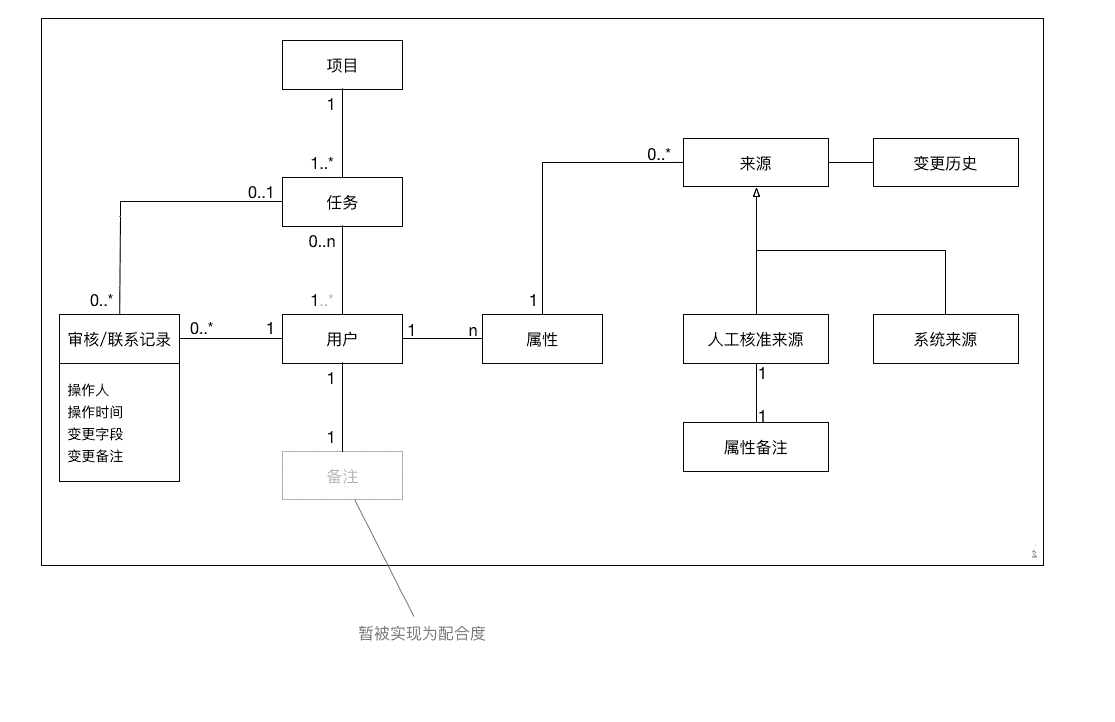 项目
1
1..*
0..1
任务
0..n
1..*
0..*
审核/联系记录
操作人
操作时间
变更字段
变更备注
0..*
1
用户
1
n
属性
1
0..*
来源
变更历史
人工核准来源
系统来源
1
1
属性备注
1
1
备注
暂被实现为配合度